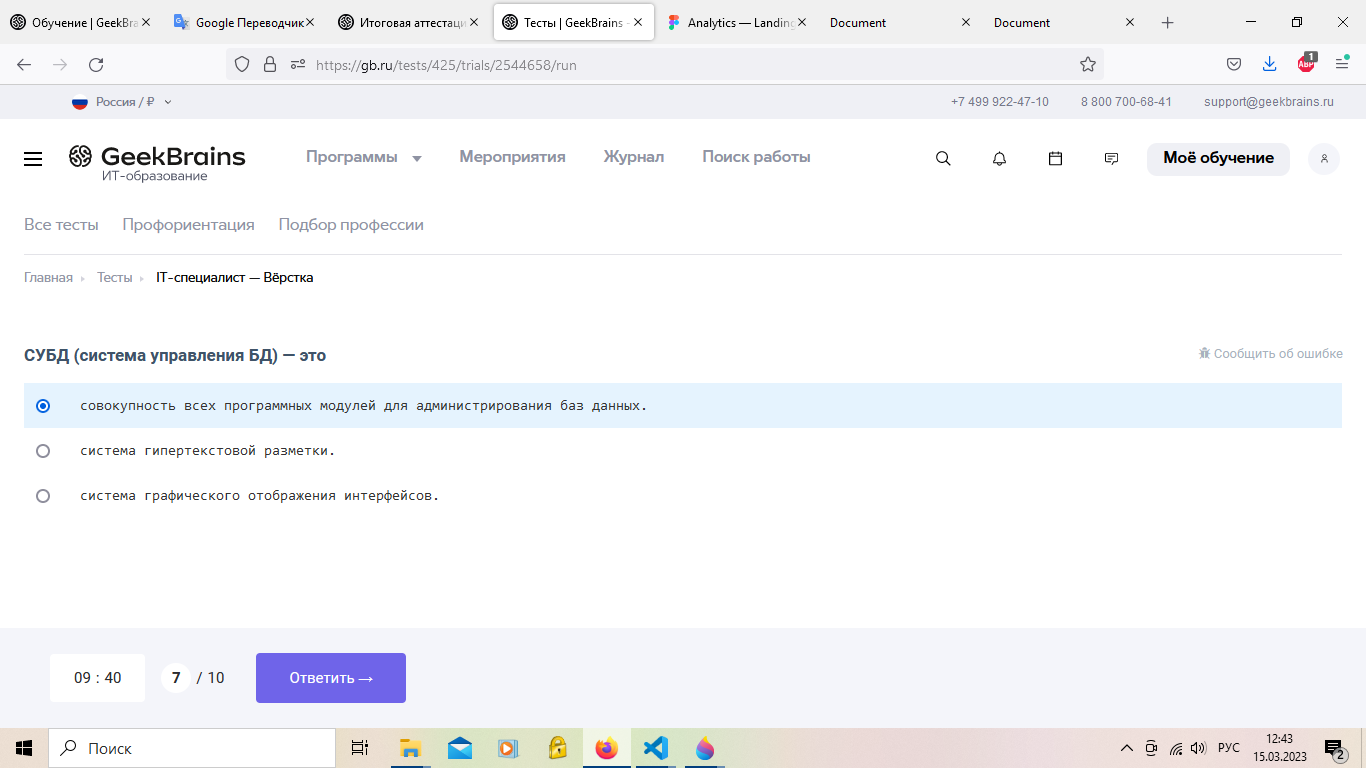 Обучение | GeekBra
Google Переводчик
Итоговая аттестаци
Тесты | GeekBrains -
Analytics — Landing
Document
Document
https://gb.ru/tests/425/trials/2544658/run
ABP
1
Россия / ₽
+7 499 922-47-10
8 800 700-68-41
support@geekbrains.ru
GeekBrains
ИТ-образование
Программы
Мероприятия
Журнал
Поиск работы
Моё обучение
Все тесты
Профориентация
Подбор профессии
Главная
Тесты
IT-специалист — Вёрстка
СУБД (система управления БД) — это
Сообщить об ошибке
совокупность всех программных модулей для администрирования баз данных.
система гипертекстовой разметки.
система графического отображения интерфейсов.
09 : 40
7 / 10
Ответить →
Поиск
РУС
12:43
15.03.2023
2